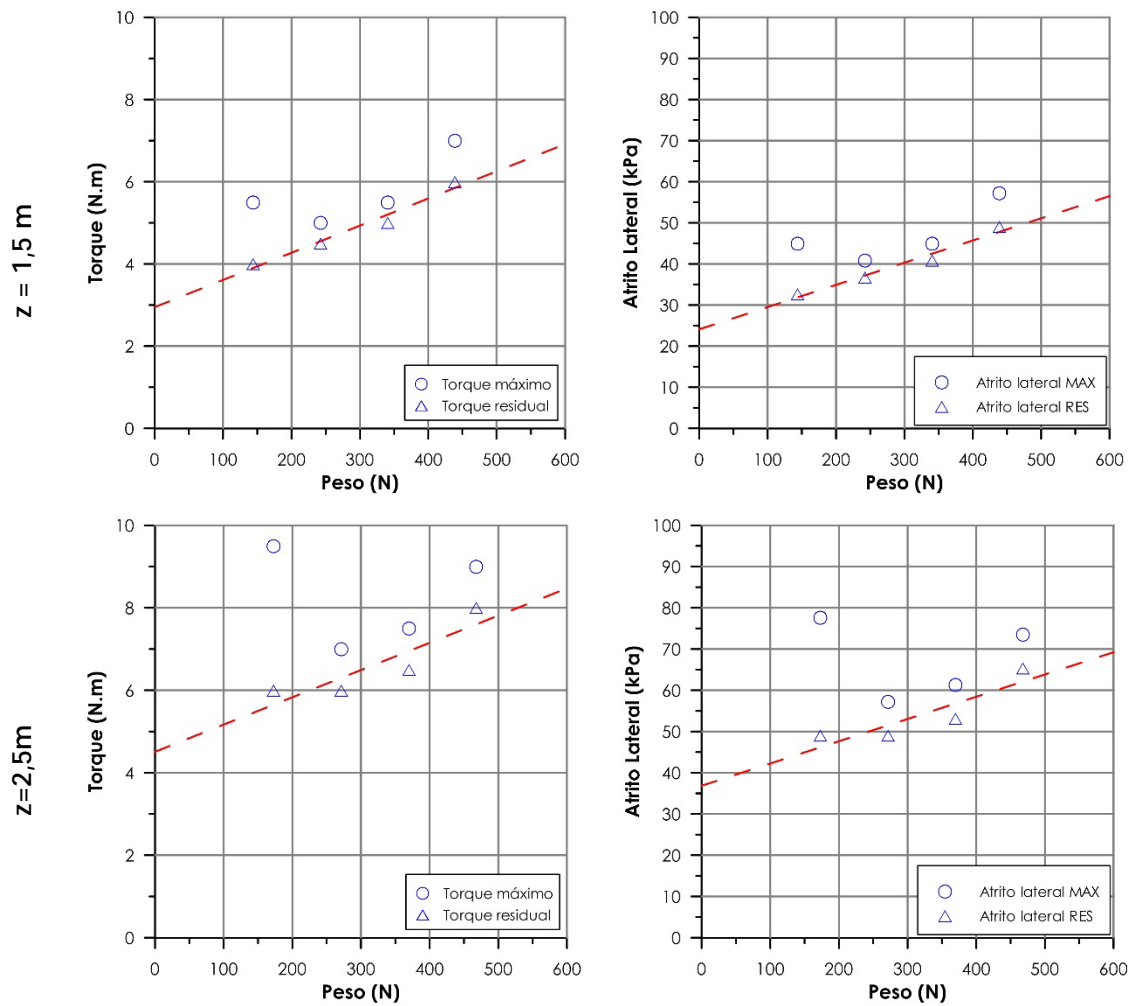 z = 1,5 m
Torque (N.m)
10
8
6
4
2
0
0 100 200 300 400 500 600
Peso (N)
Torque máximo
Torque residual
Atrito Lateral (kPa)
100
90
80
70
60
50
40
30
20
10
0
0 100 200 300 400 500 600
Peso (N)
Atrito lateral MAX
Atrito lateral RES
z=2,5m
Torque (N.m)
10
8
6
4
2
0
0 100 200 300 400 500 600
Peso (N)
Torque máximo
Torque residual
Atrito Lateral (kPa)
100
90
80
70
60
50
40
30
20
10
0
0 100 200 300 400 500 600
Peso (N)
Atrito lateral MAX
Atrito lateral RES